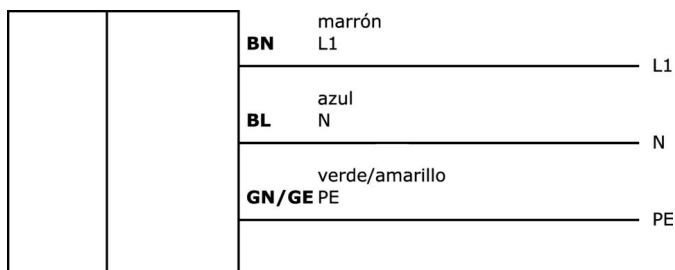 marrón
BN L1
L1
azul
BL N
N
verde/amarillo
GN/GE PE
PE